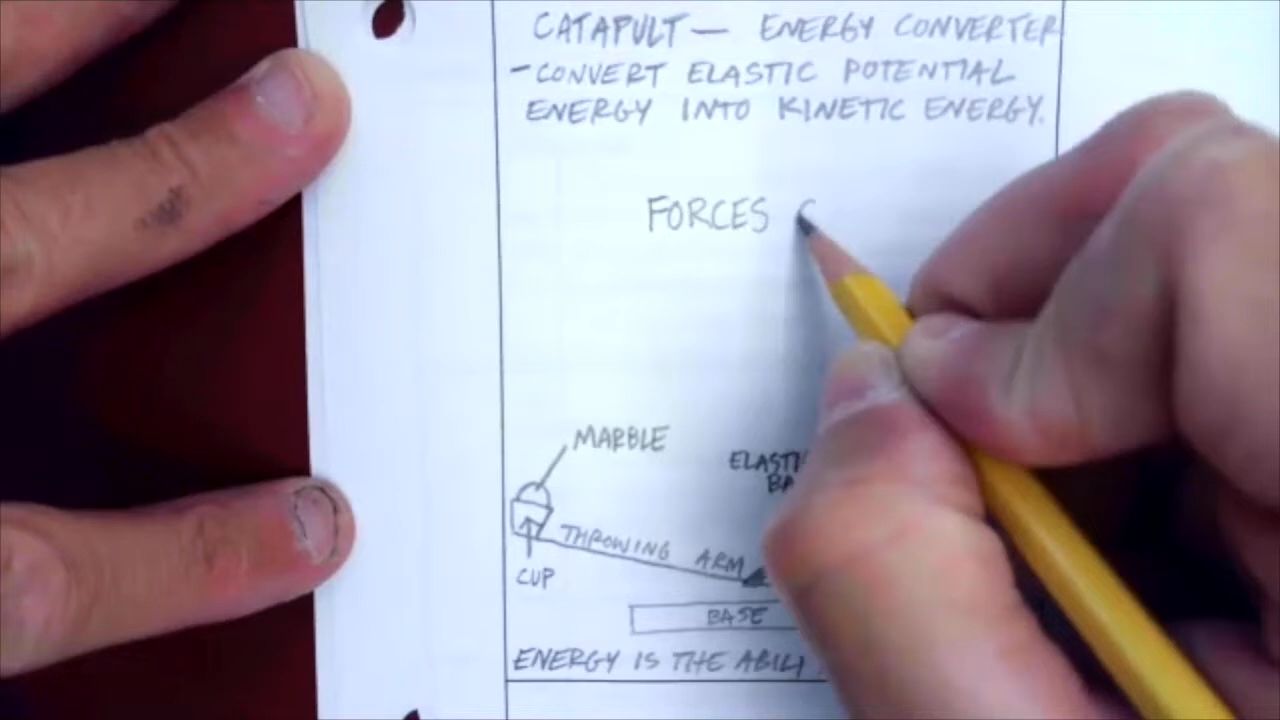 CATAPULT — ENERGY CONVERTER
- CONVERT ELASTIC POTENTIAL
ENERGY INTO KINETIC ENERGY.
FORCES
MARBLE
THROWING ARM
CUP
BASE
ENERGY IS THE